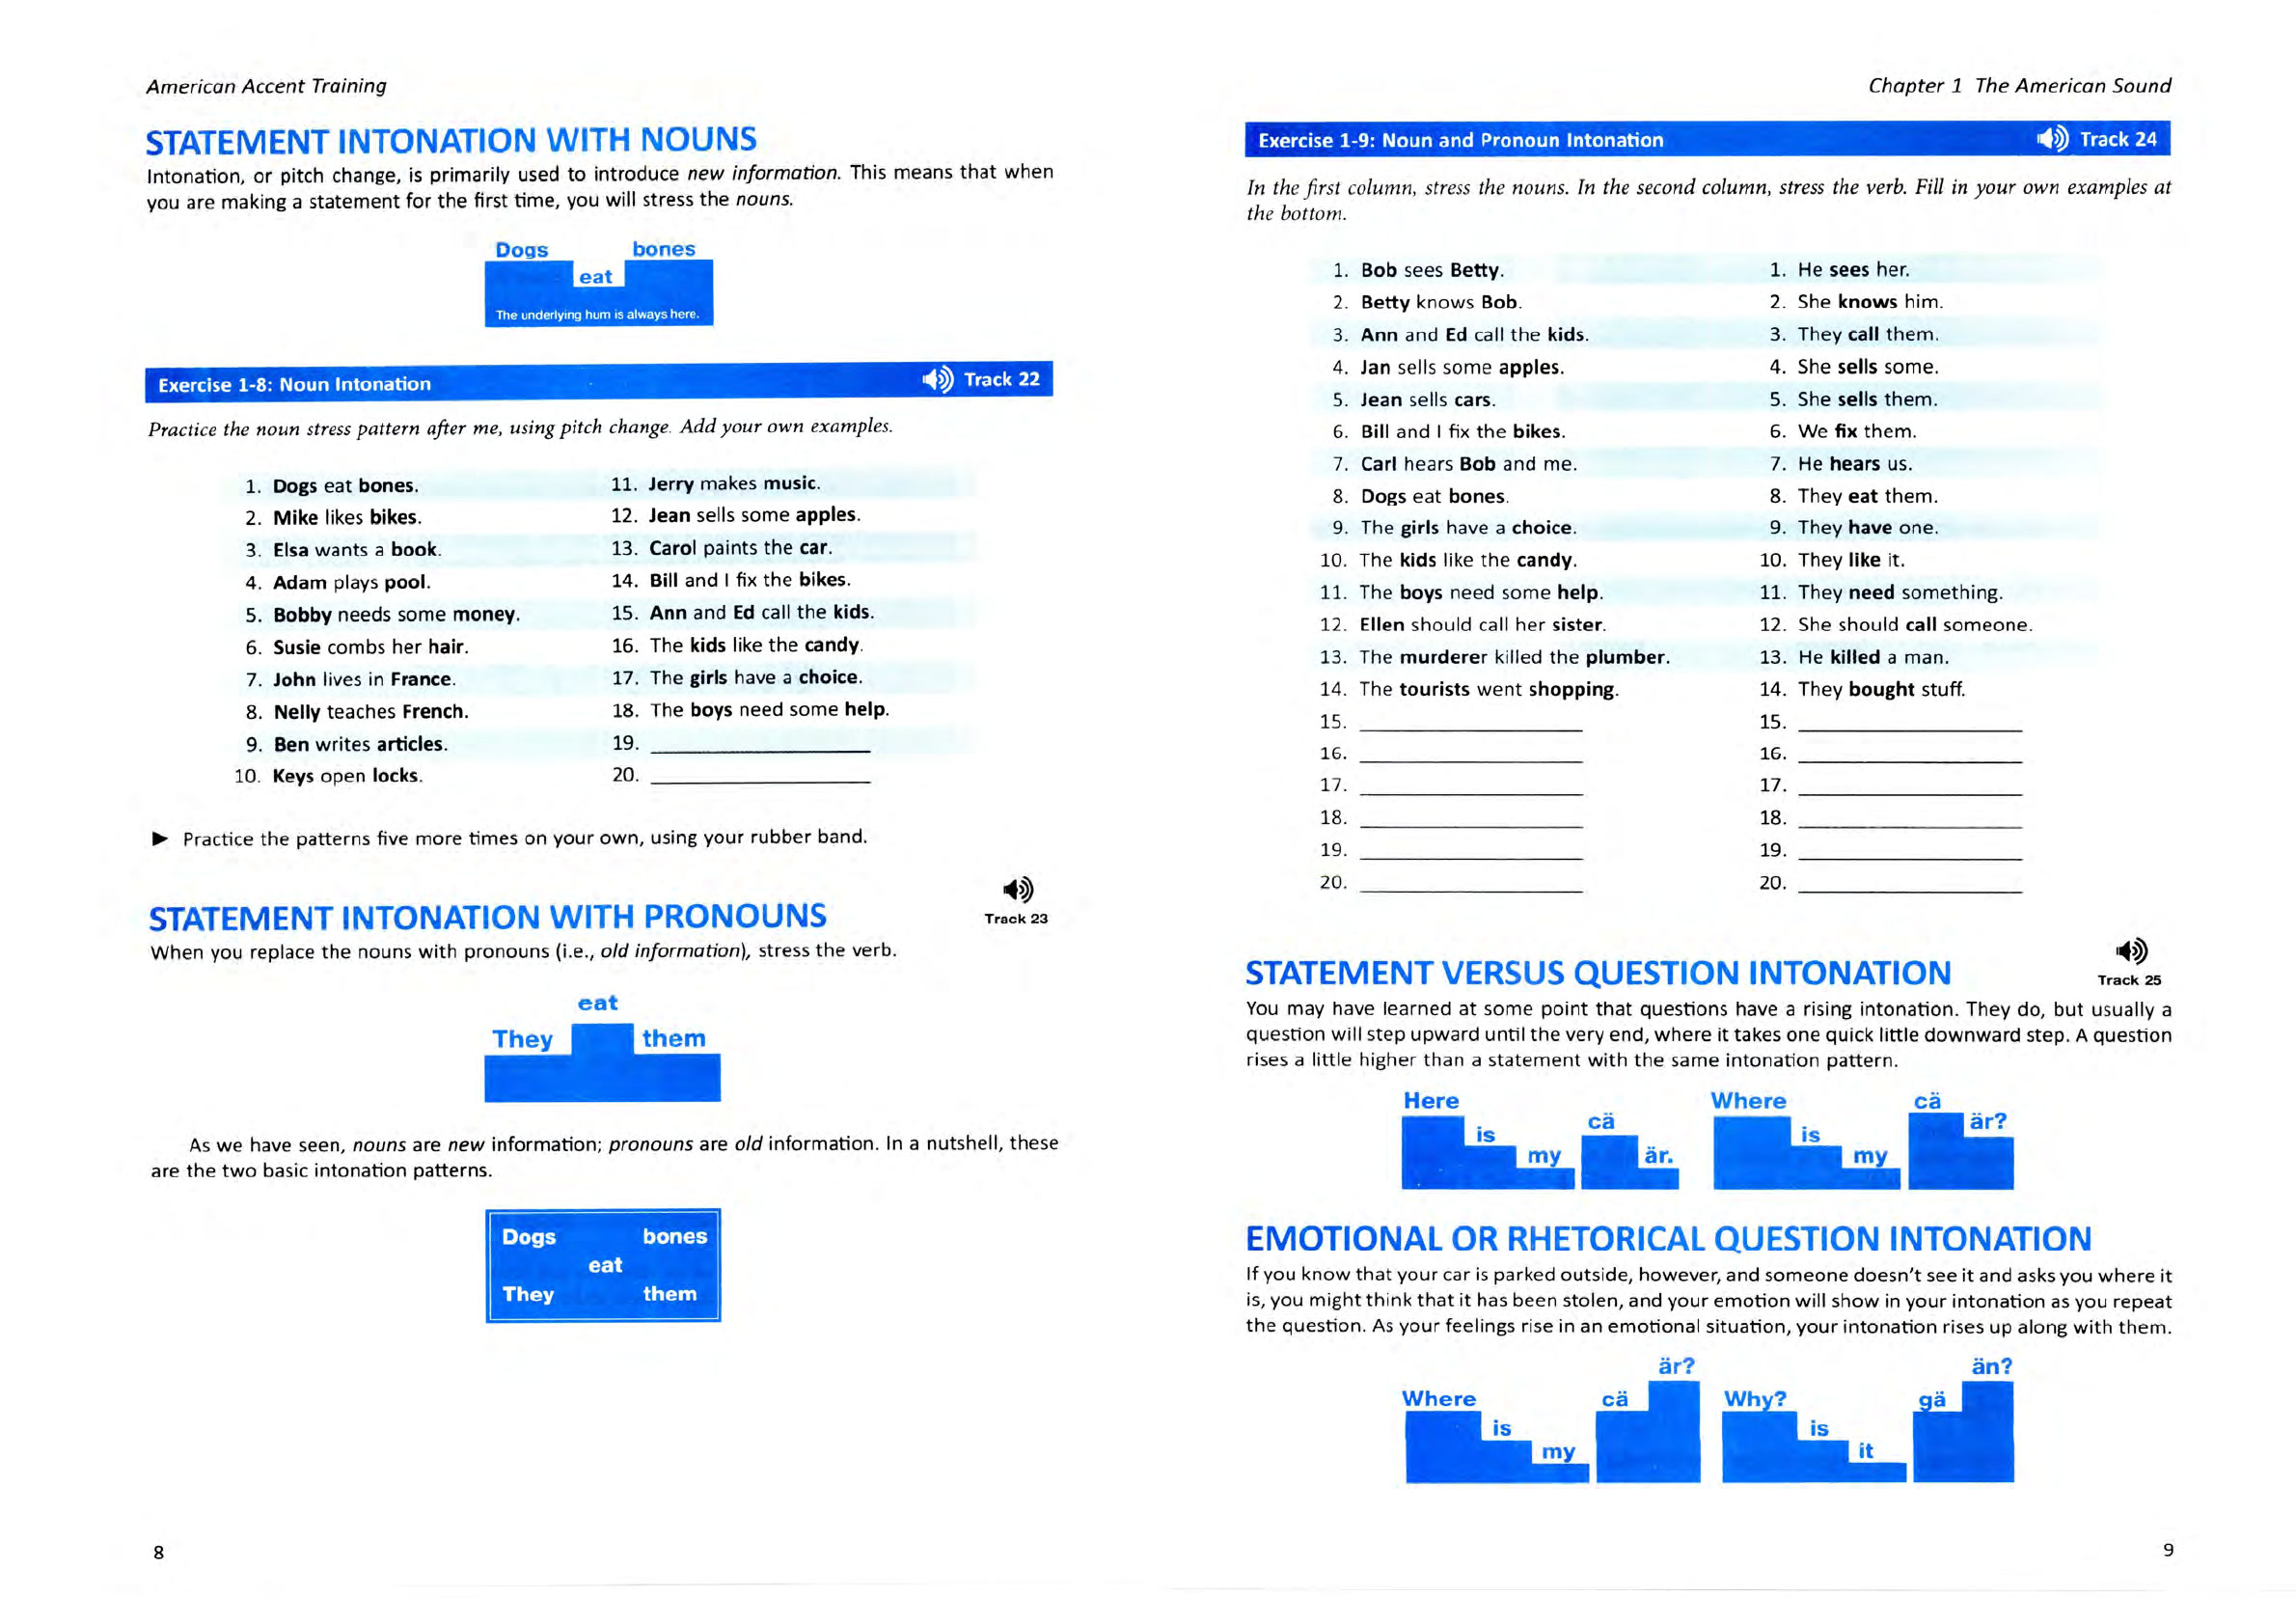 American Accent Training
STATEMENT INTONATION WITH NOUNS
Intonation, or pitch change, is primarily used to introduce new information. This means that when
you are making a statement for the first time, you will stress the nouns.
Dogs bones
eat
The underlying hum is always here.
Exercise 1-8: Noun Intonation Track 22
Practice the noun stress pattern after me, using pitch change. Add your own examples.
1. Dogs eat bones.
2. Mike likes bikes.
3. Elsa wants a book.
4. Adam plays pool.
5. Bobby needs some money.
6. Susie combs her hair.
7. John lives in France.
8. Nelly teaches French.
9. Ben writes articles.
10. Keys open locks.
11. Jerry makes music.
12. Jean sells some apples.
13. Carol paints the car.
14. Bill and I fix the bikes.
15. Ann and Ed call the kids.
16. The kids like the candy.
17. The girls have a choice.
18. The boys need some help.
19.
20.
► Practice the patterns five more times on your own, using your rubber band.
Track 23
STATEMENT INTONATION WITH PRONOUNS
When you replace the nouns with pronouns (i.e., old information), stress the verb.
eat
They them
As we have seen, nouns are new information; pronouns are old information. In a nutshell, these
are the two basic intonation patterns.
Dogs bones
eat
They them
8
Chapter 1 The American Sound
Exercise 1-9: Noun and Pronoun Intonation Track 24
In the first column, stress the nouns. In the second column, stress the verb. Fill in your own examples at
the bottom.
1. Bob sees Betty.
2. Betty knows Bob.
3. Ann and Ed call the kids.
4. Jan sells some apples.
5. Jean sells cars.
6. Bill and I fix the bikes.
7. Carl hears Bob and me.
8. Dogs eat bones.
9. The girls have a choice.
10. The kids like the candy.
11. The boys need some help.
12. Ellen should call her sister.
13. The murderer killed the plumber.
14. The tourists went shopping.
15.
16.
17.
18.
19.
20.
1. He sees her.
2. She knows him.
3. They call them.
4. She sells some.
5. She sells them.
6. We fix them.
7. He hears us.
8. They eat them.
9. They have one.
10. They like it.
11. They need something.
12. She should call someone.
13. He killed a man.
14. They bought stuff.
15.
16.
17.
18.
19.
20.
Track 25
STATEMENT VERSUS QUESTION INTONATION
You may have learned at some point that questions have a rising intonation. They do, but usually a
question will step upward until the very end, where it takes one quick little downward step. A question
rises a little higher than a statement with the same intonation pattern.
Here is my cä är.
Where is my cä är?
EMOTIONAL OR RHETORICAL QUESTION INTONATION
If you know that your car is parked outside, however, and someone doesn't see it and asks you where it
is, you might think that it has been stolen, and your emotion will show in your intonation as you repeat
the question. As your feelings rise in an emotional situation, your intonation rises up along with them.
Where is my cä är?
Why? is it gä än?
9